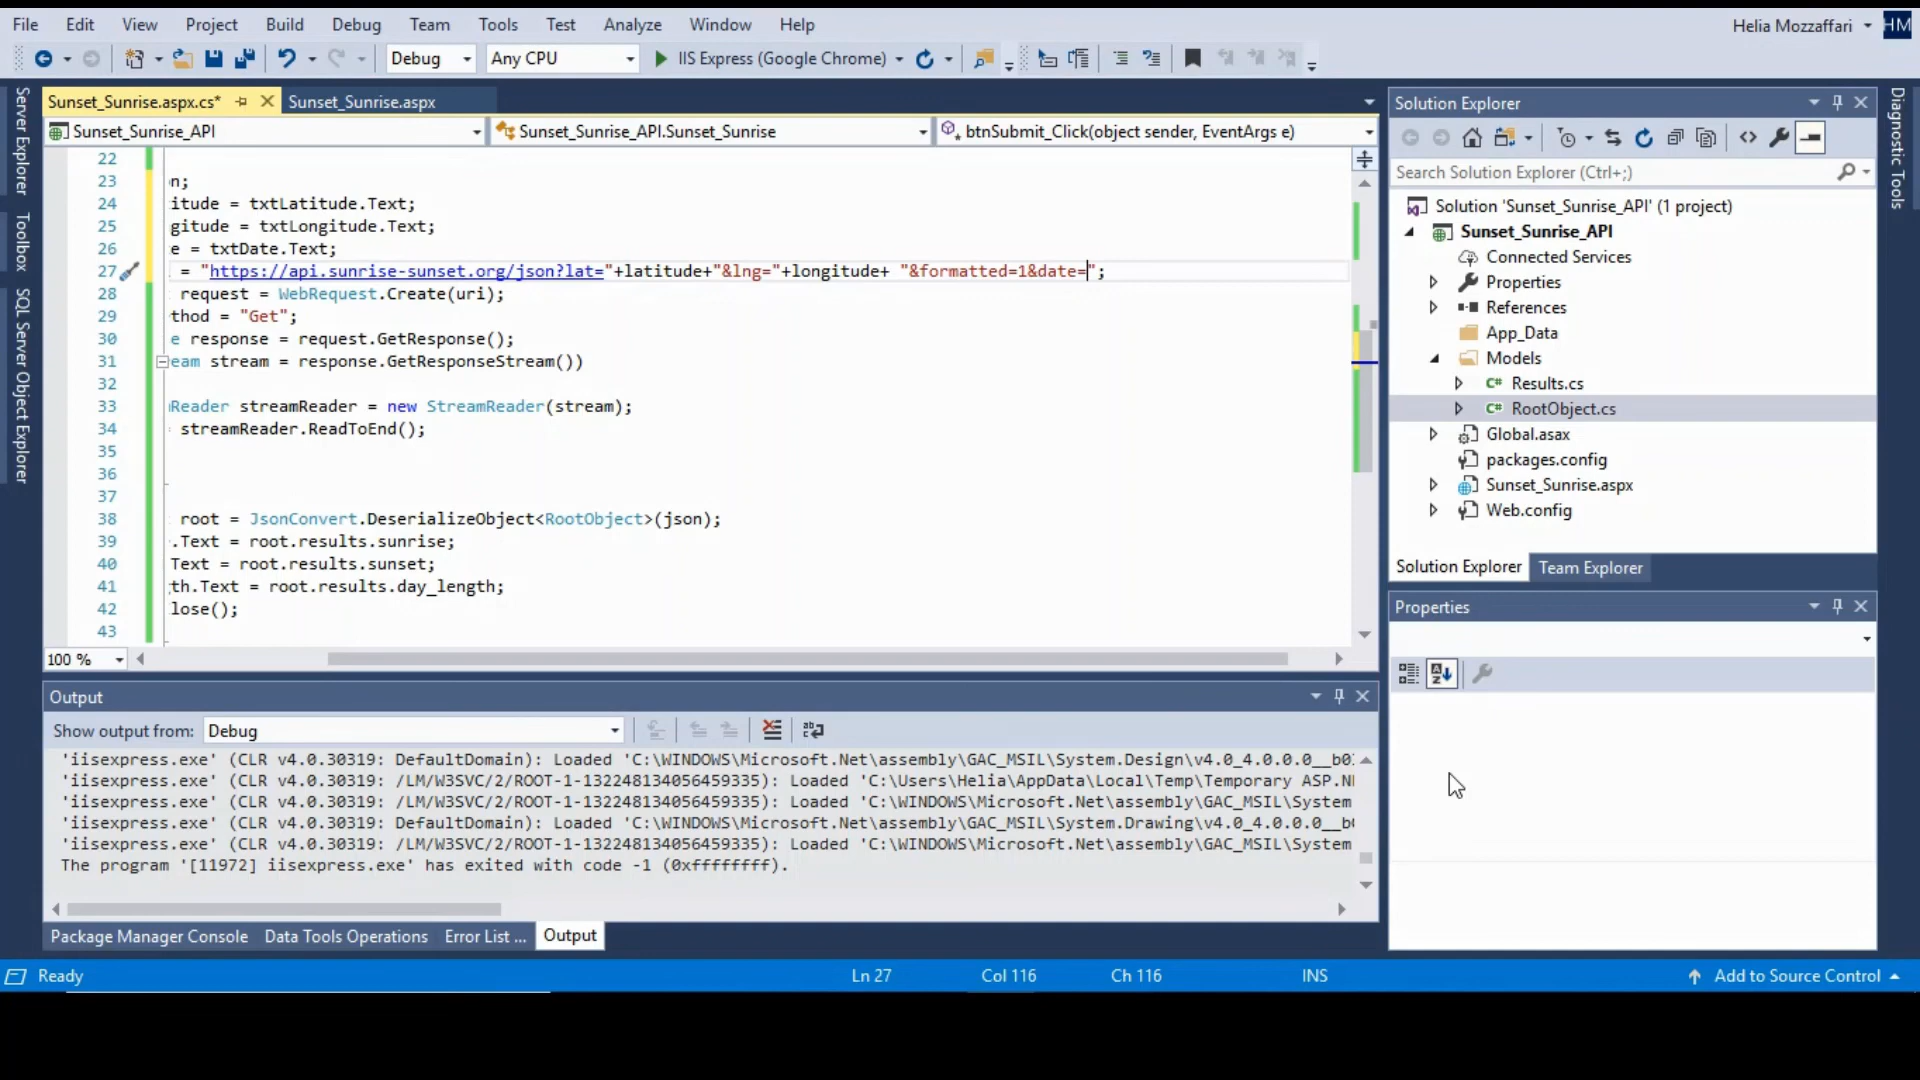 File Edit View Project Build Debug Team Tools Test Analyze Window Help Helia Mozzaffari HM
Debug Any CPU IIS Express (Google Chrome)
Server Explorer
Toolbox
SQL Server Object Explorer
Sunset_Sunrise.aspx.cs* Sunset_Sunrise.aspx
Sunset_Sunrise_API Sunset_Sunrise_API.Sunset_Sunrise btnSubmit_Click(object sender, EventArgs e)
22
23 n;
24 itude = txtLatitude.Text;
25 gitude = txtLongitude.Text;
26 e = txtDate.Text;
27 = "https://api.sunrise-sunset.org/json?lat="+latitude+"&lng="+longitude+ "&formatted=1&date=";
28 request = WebRequest.Create(uri);
29 thod = "Get";
30 e response = request.GetResponse();
31 eam stream = response.GetResponseStream())
32
33 Reader streamReader = new StreamReader(stream);
34 streamReader.ReadToEnd();
35
36
37
38 root = JsonConvert.DeserializeObject<RootObject>(json);
39 .Text = root.results.sunrise;
40 Text = root.results.sunset;
41 th.Text = root.results.day_length;
42 lose();
43
100 %
Output
Show output from: Debug
'iisexpress.exe' (CLR v4.0.30319: DefaultDomain): Loaded 'C:\WINDOWS\Microsoft.Net\assembly\GAC_MSIL\System.Design\v4.0_4.0.0.0__b0
'iisexpress.exe' (CLR v4.0.30319: /LM/W3SVC/2/ROOT-1-132248134056459335): Loaded 'C:\Users\Helia\AppData\Local\Temp\Temporary ASP.N
'iisexpress.exe' (CLR v4.0.30319: /LM/W3SVC/2/ROOT-1-132248134056459335): Loaded 'C:\WINDOWS\Microsoft.Net\assembly\GAC_MSIL\System
'iisexpress.exe' (CLR v4.0.30319: DefaultDomain): Loaded 'C:\WINDOWS\Microsoft.Net\assembly\GAC_MSIL\System.Drawing\v4.0_4.0.0.0__b
'iisexpress.exe' (CLR v4.0.30319: /LM/W3SVC/2/ROOT-1-132248134056459335): Loaded 'C:\WINDOWS\Microsoft.Net\assembly\GAC_MSIL\System
The program '[11972] iisexpress.exe' has exited with code -1 (0xffffffff).
Package Manager Console Data Tools Operations Error List ... Output
Solution Explorer
Search Solution Explorer (Ctrl+;)
Solution 'Sunset_Sunrise_API' (1 project)
Sunset_Sunrise_API
Connected Services
Properties
References
App_Data
Models
C# Results.cs
C# RootObject.cs
Global.asax
packages.config
Sunset_Sunrise.aspx
Web.config
Solution Explorer Team Explorer
Properties
Diagnostic Tools
Ready Ln 27 Col 116 Ch 116 INS Add to Source Control